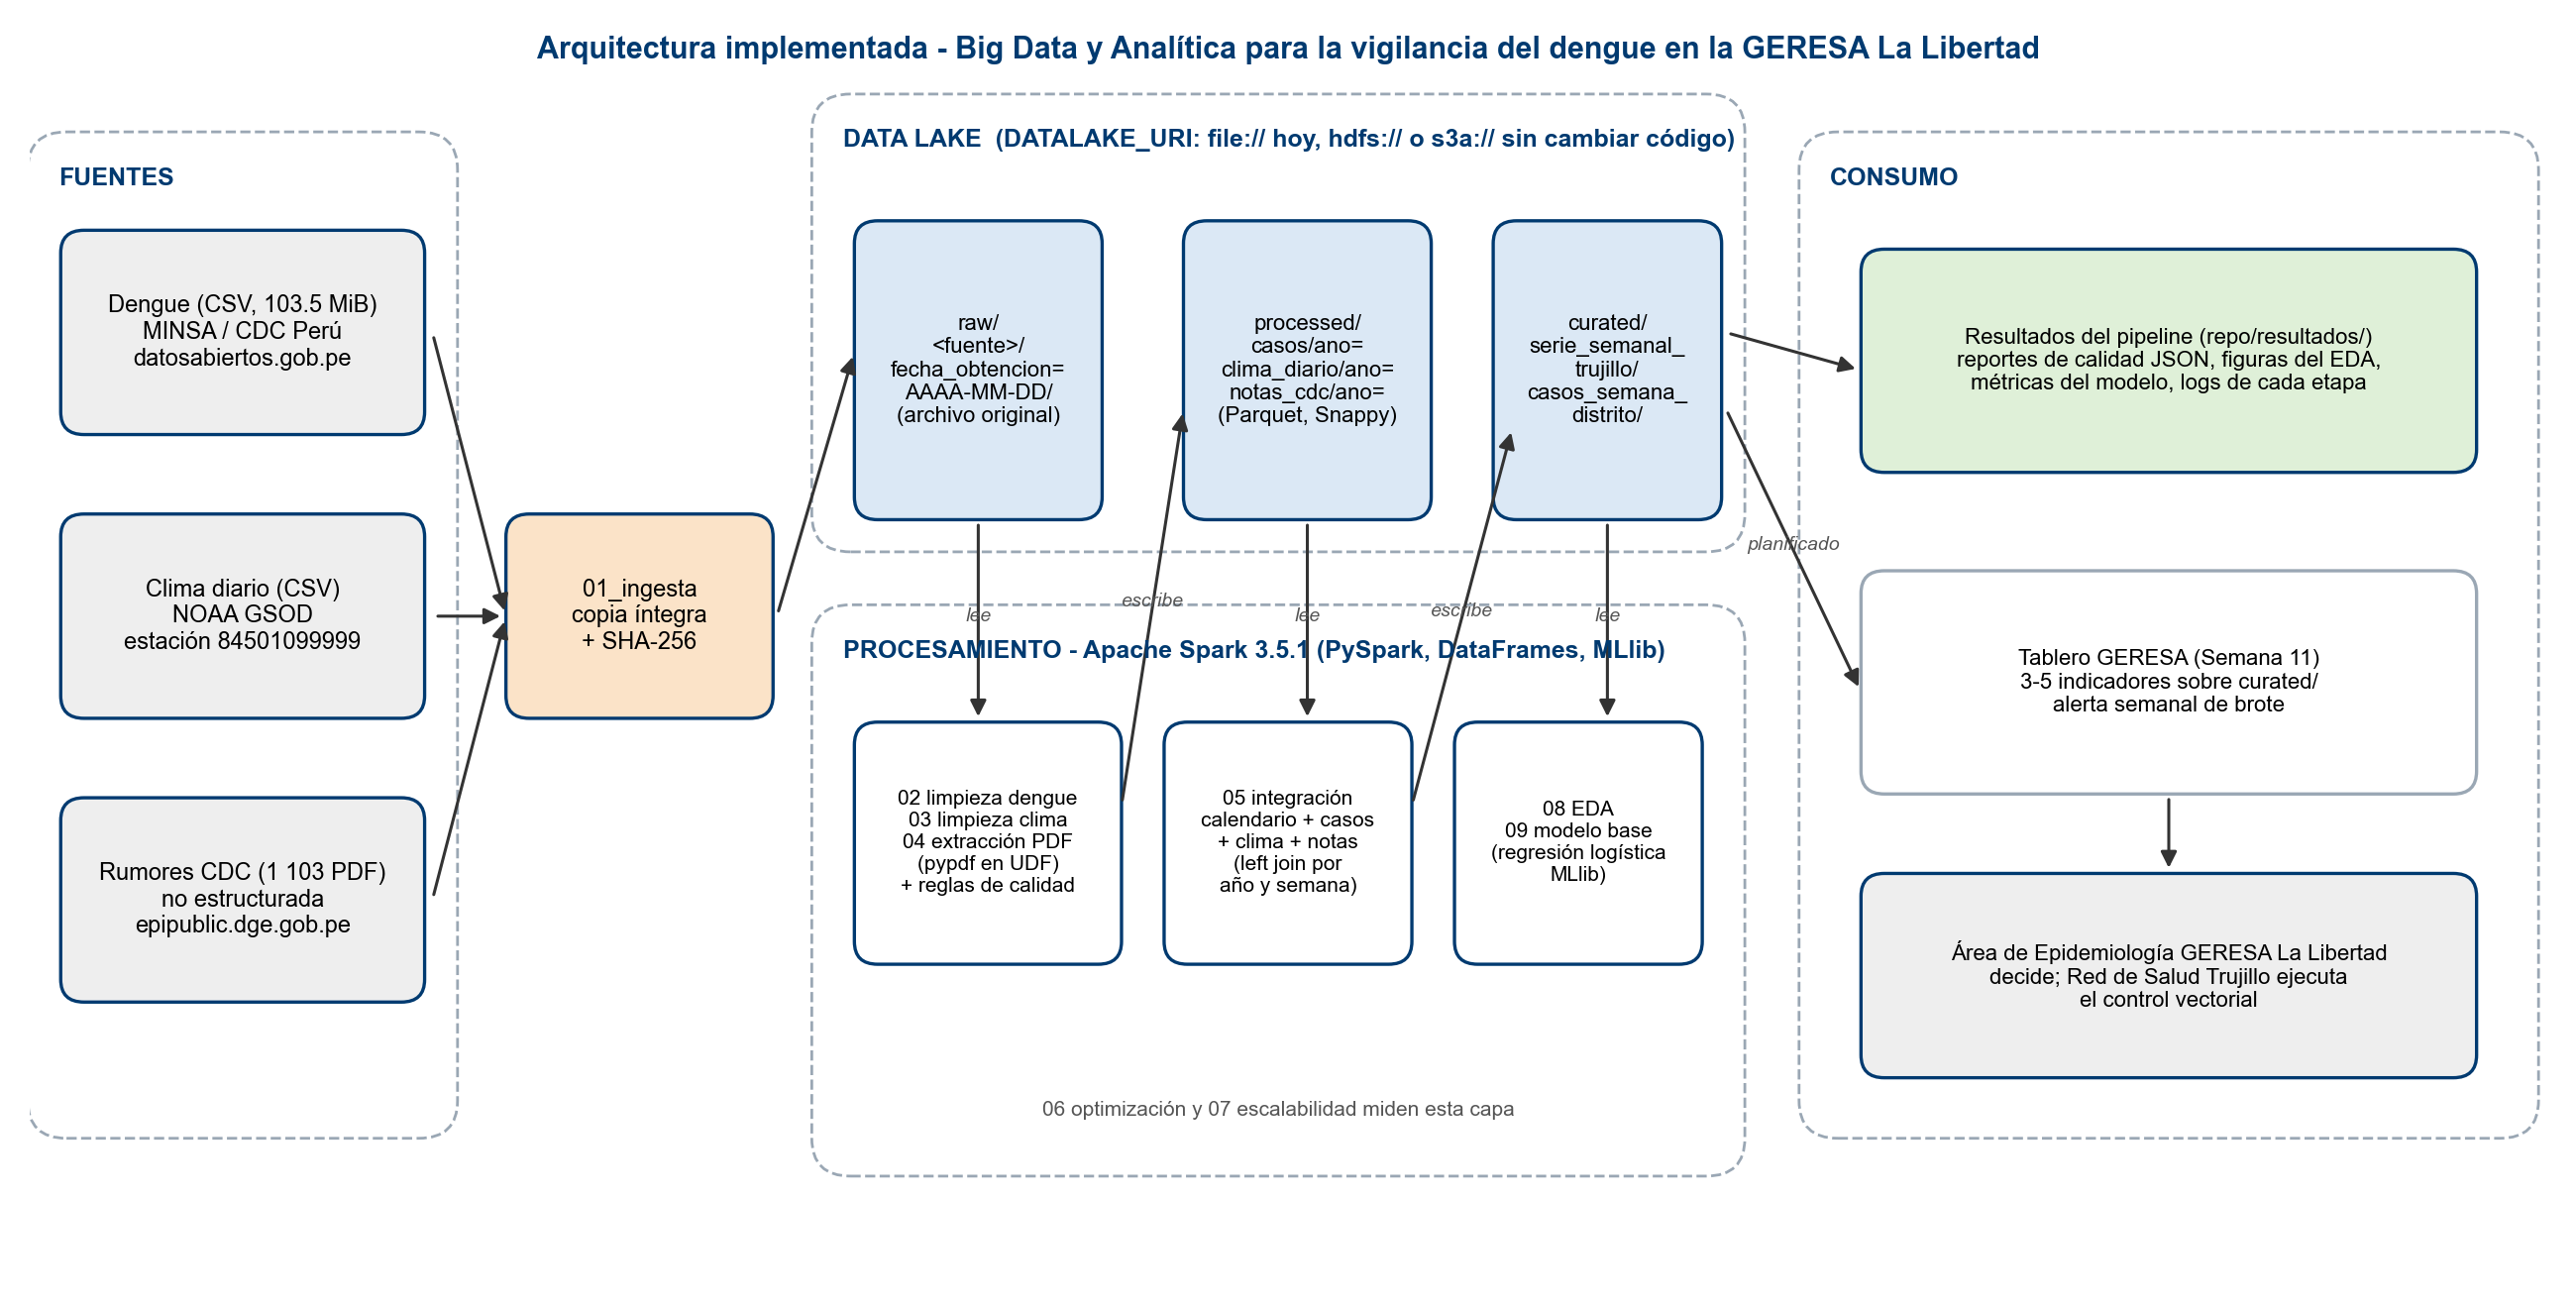 Arquitectura implementada - Big Data y Analítica para la vigilancia del dengue en la GERESA La Libertad
FUENTES
Dengue (CSV, 103.5 MiB)
MINSA / CDC Perú
datosabiertos.gob.pe
Clima diario (CSV)
NOAA GSOD
estación 84501099999
Rumores CDC (1 103 PDF)
no estructurada
epipublic.dge.gob.pe
01_ingesta
copia íntegra
+ SHA-256
DATA LAKE (DATALAKE_URI: file:// hoy, hdfs:// o s3a:// sin cambiar código)
raw/
<fuente>/
fecha_obtencion=
AAAA-MM-DD/
(archivo original)
processed/
casos/ano=
clima_diario/ano=
notas_cdc/ano=
(Parquet, Snappy)
curated/
serie_semanal_
trujillo/
casos_semana_
distrito/
lee
escribe
lee
escribe
lee
planificado
PROCESAMIENTO - Apache Spark 3.5.1 (PySpark, DataFrames, MLlib)
02 limpieza dengue
03 limpieza clima
04 extracción PDF
(pypdf en UDF)
+ reglas de calidad
05 integración
calendario + casos
+ clima + notas
(left join por
año y semana)
08 EDA
09 modelo base
(regresión logística
MLlib)
06 optimización y 07 escalabilidad miden esta capa
CONSUMO
Resultados del pipeline (repo/resultados/)
reportes de calidad JSON, figuras del EDA,
métricas del modelo, logs de cada etapa
Tablero GERESA (Semana 11)
3-5 indicadores sobre curated/
alerta semanal de brote
Área de Epidemiología GERESA La Libertad
decide; Red de Salud Trujillo ejecuta
el control vectorial